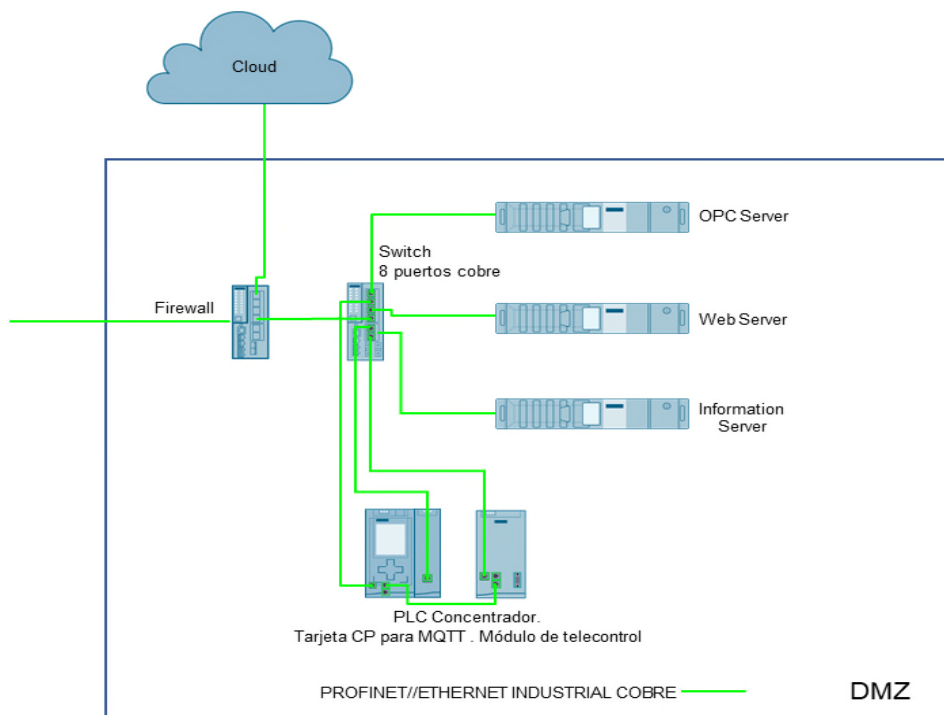 Cloud
OPC Server
Switch
8 puertos cobre
Firewall
Web Server
Information
Server
PLC Concentrador.
Tarjeta CP para MQTT . Módulo de telecontrol
PROFINET//ETHERNET INDUSTRIAL COBRE
DMZ